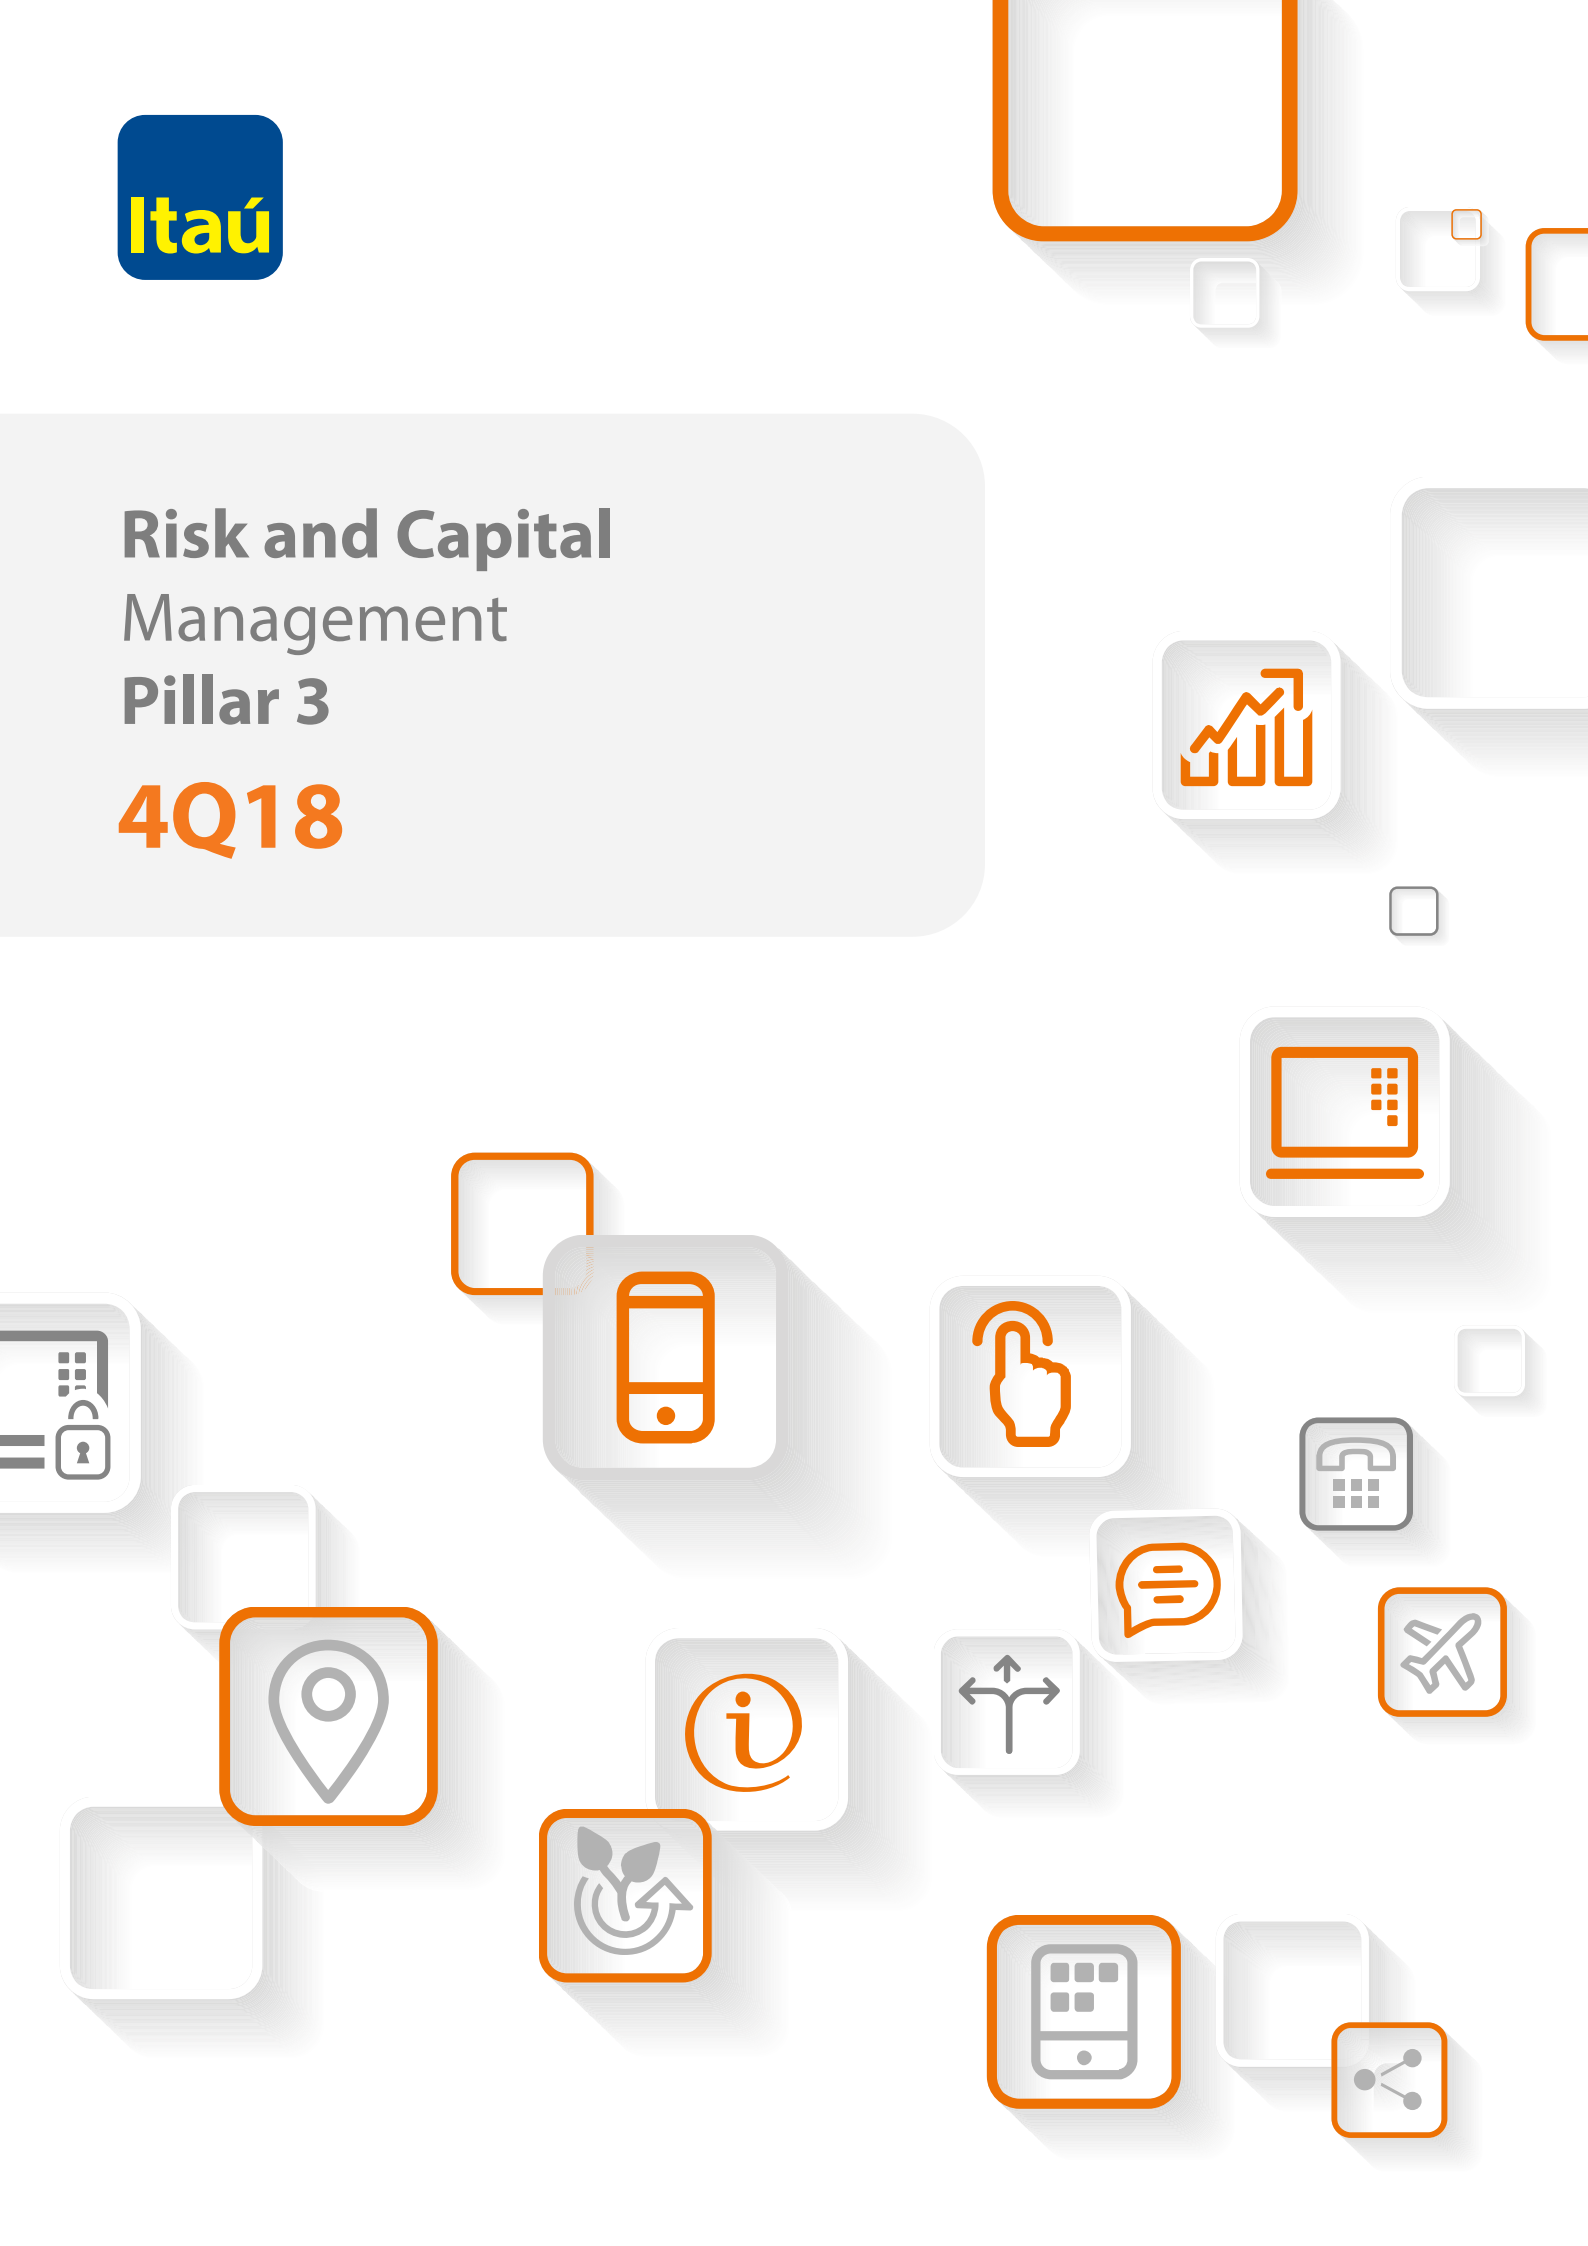 Itaú
Risk and Capital
Management
Pillar 3
4Q18